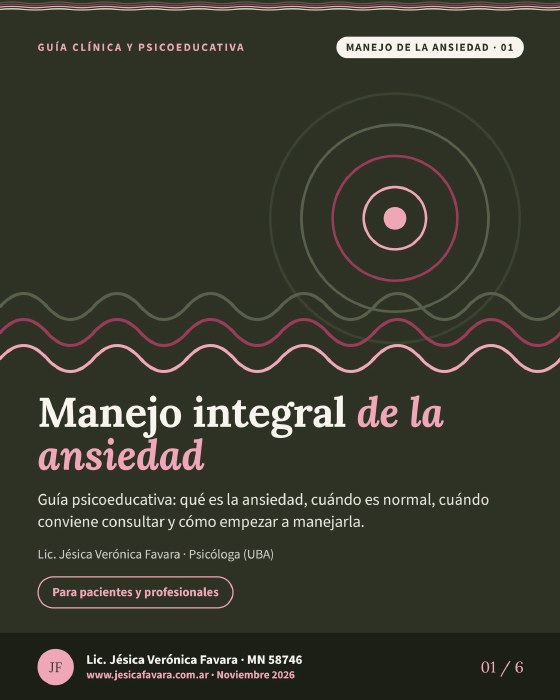 GUÍA CLÍNICA Y PSICOEDUCATIVA
MANEJO DE LA ANSIEDAD · 01
Manejo integral de la
ansiedad
Guía psicoeducativa: qué es la ansiedad, cuándo es normal, cuándo
conviene consultar y cómo empezar a manejarla.
Lic. Jésica Verónica Favara · Psicóloga (UBA)
Para pacientes y profesionales
JF
Lic. Jésica Verónica Favara · MN 58746
www.jesicafavara.com.ar · Noviembre 2026
01 / 6